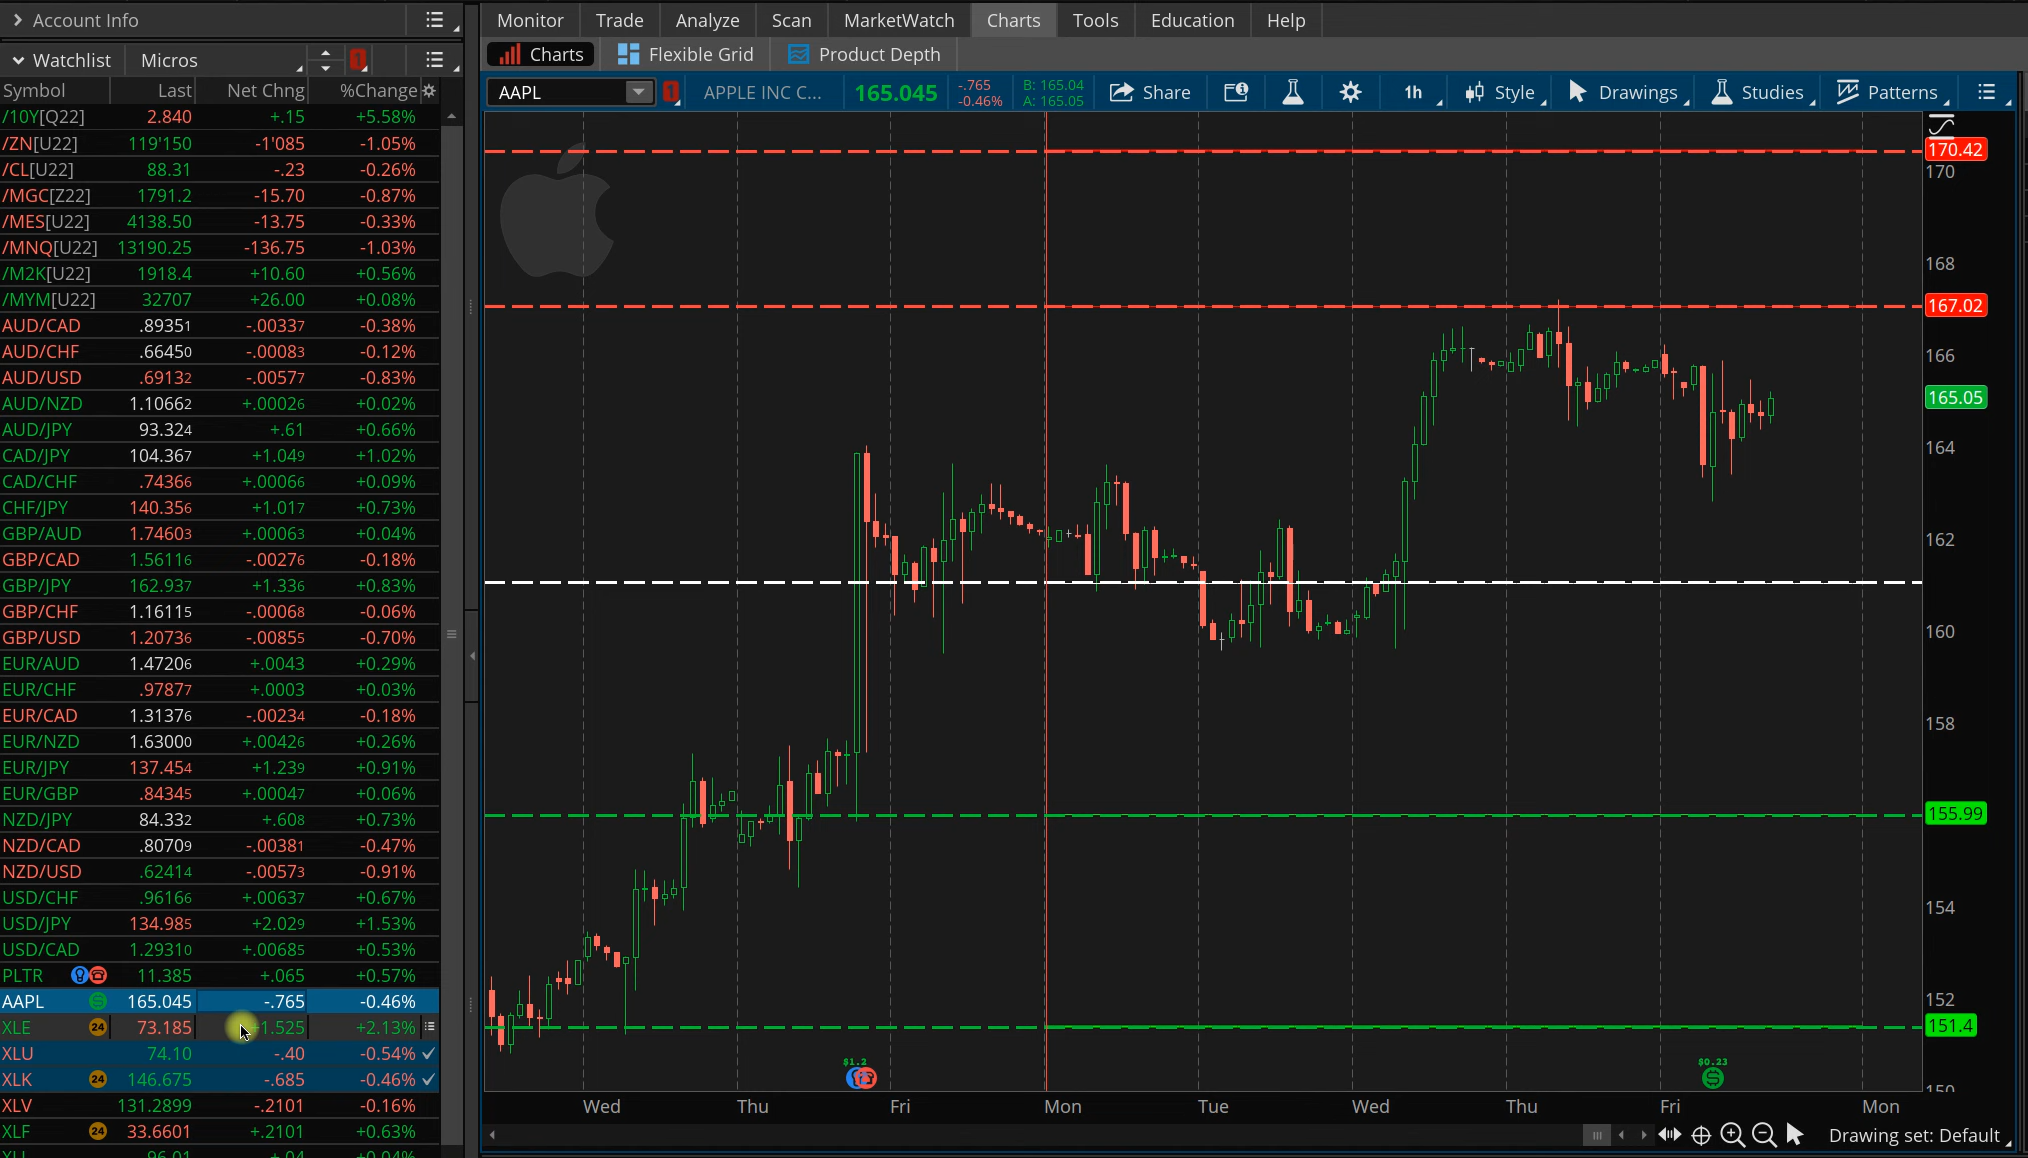 Account Info
Monitor Trade Analyze Scan MarketWatch Charts Tools Education Help
Watchlist Micros 1
Charts Flexible Grid Product Depth
Symbol Last Net Chng %Change
AAPL 1 APPLE INC C... 165.045 -.765 -0.46% B: 165.04 A: 165.05 Share 1h Style Drawings Studies Patterns
/10Y[Q22] 2.840 +.15 +5.58%
/ZN[U22] 119'150 -1'085 -1.05%
/CL[U22] 88.31 -.23 -0.26%
/MGC[Z22] 1791.2 -15.70 -0.87%
/MES[U22] 4138.50 -13.75 -0.33%
/MNQ[U22] 13190.25 -136.75 -1.03%
/M2K[U22] 1918.4 +10.60 +0.56%
/MYM[U22] 32707 +26.00 +0.08%
AUD/CAD .89351 -.00337 -0.38%
AUD/CHF .66450 -.00083 -0.12%
AUD/USD .69132 -.00577 -0.83%
AUD/NZD 1.10662 +.00026 +0.02%
AUD/JPY 93.324 +.61 +0.66%
CAD/JPY 104.367 +1.049 +1.02%
CAD/CHF .74366 +.00066 +0.09%
CHF/JPY 140.356 +1.017 +0.73%
GBP/AUD 1.74603 +.00063 +0.04%
GBP/CAD 1.56116 -.00276 -0.18%
GBP/JPY 162.937 +1.336 +0.83%
GBP/CHF 1.16115 -.00068 -0.06%
GBP/USD 1.20736 -.00855 -0.70%
EUR/AUD 1.47206 +.0043 +0.29%
EUR/CHF .97877 +.0003 +0.03%
EUR/CAD 1.31376 -.00234 -0.18%
EUR/NZD 1.63000 +.00426 +0.26%
EUR/JPY 137.454 +1.239 +0.91%
EUR/GBP .84345 +.00047 +0.06%
NZD/JPY 84.332 +.608 +0.73%
NZD/CAD .80709 -.00381 -0.47%
NZD/USD .62414 -.00573 -0.91%
USD/CHF .96166 +.00637 +0.67%
USD/JPY 134.985 +2.029 +1.53%
USD/CAD 1.29310 +.00685 +0.53%
PLTR 11.385 +.065 +0.57%
AAPL 165.045 -.765 -0.46%
XLE 24 73.185 +1.525 +2.13%
XLU 74.10 -.40 -0.54%
XLK 24 146.675 -.685 -0.46%
XLV 131.2899 -.2101 -0.16%
XLF 24 33.6601 +.2101 +0.63%
XLI 96.01 +.04 +0.04%
170.42
170
168
167.02
166
165.05
164
162
160
158
155.99
154
152
151.4
150
$1.2 $0.23
Wed Thu Fri Mon Tue Wed Thu Fri Mon
Drawing set: Default